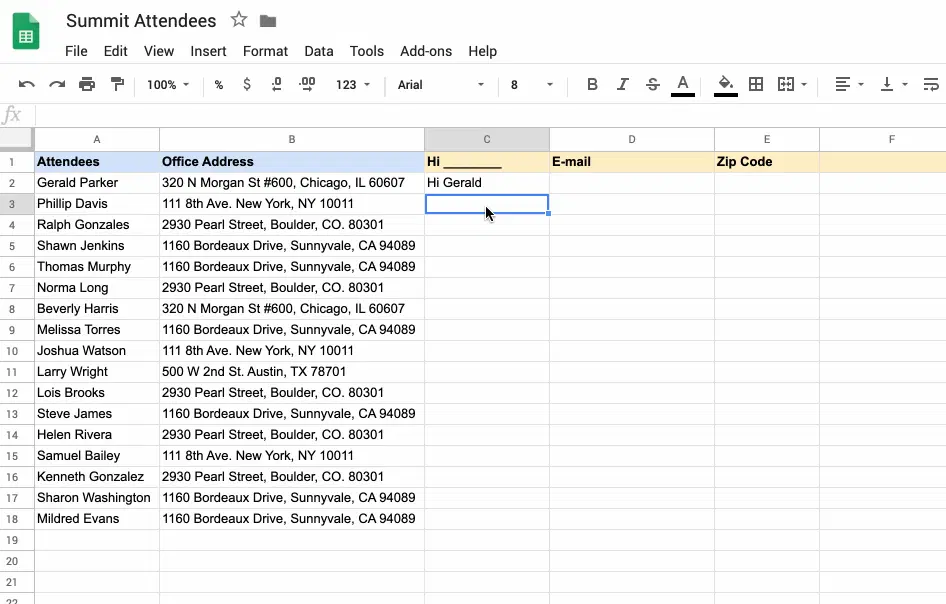 Summit Attendees
File Edit View Insert Format Data Tools Add-ons Help
100% % $ .0 .00 123 Arial 8 B I S A
fx
A B C D E F
1 Attendees Office Address Hi ________ E-mail Zip Code
2 Gerald Parker 320 N Morgan St #600, Chicago, IL 60607 Hi Gerald
3 Phillip Davis 111 8th Ave. New York, NY 10011
4 Ralph Gonzales 2930 Pearl Street, Boulder, CO. 80301
5 Shawn Jenkins 1160 Bordeaux Drive, Sunnyvale, CA 94089
6 Thomas Murphy 1160 Bordeaux Drive, Sunnyvale, CA 94089
7 Norma Long 2930 Pearl Street, Boulder, CO. 80301
8 Beverly Harris 320 N Morgan St #600, Chicago, IL 60607
9 Melissa Torres 1160 Bordeaux Drive, Sunnyvale, CA 94089
10 Joshua Watson 111 8th Ave. New York, NY 10011
11 Larry Wright 500 W 2nd St. Austin, TX 78701
12 Lois Brooks 2930 Pearl Street, Boulder, CO. 80301
13 Steve James 1160 Bordeaux Drive, Sunnyvale, CA 94089
14 Helen Rivera 2930 Pearl Street, Boulder, CO. 80301
15 Samuel Bailey 111 8th Ave. New York, NY 10011
16 Kenneth Gonzalez 2930 Pearl Street, Boulder, CO. 80301
17 Sharon Washington 1160 Bordeaux Drive, Sunnyvale, CA 94089
18 Mildred Evans 1160 Bordeaux Drive, Sunnyvale, CA 94089
19
20
21
22